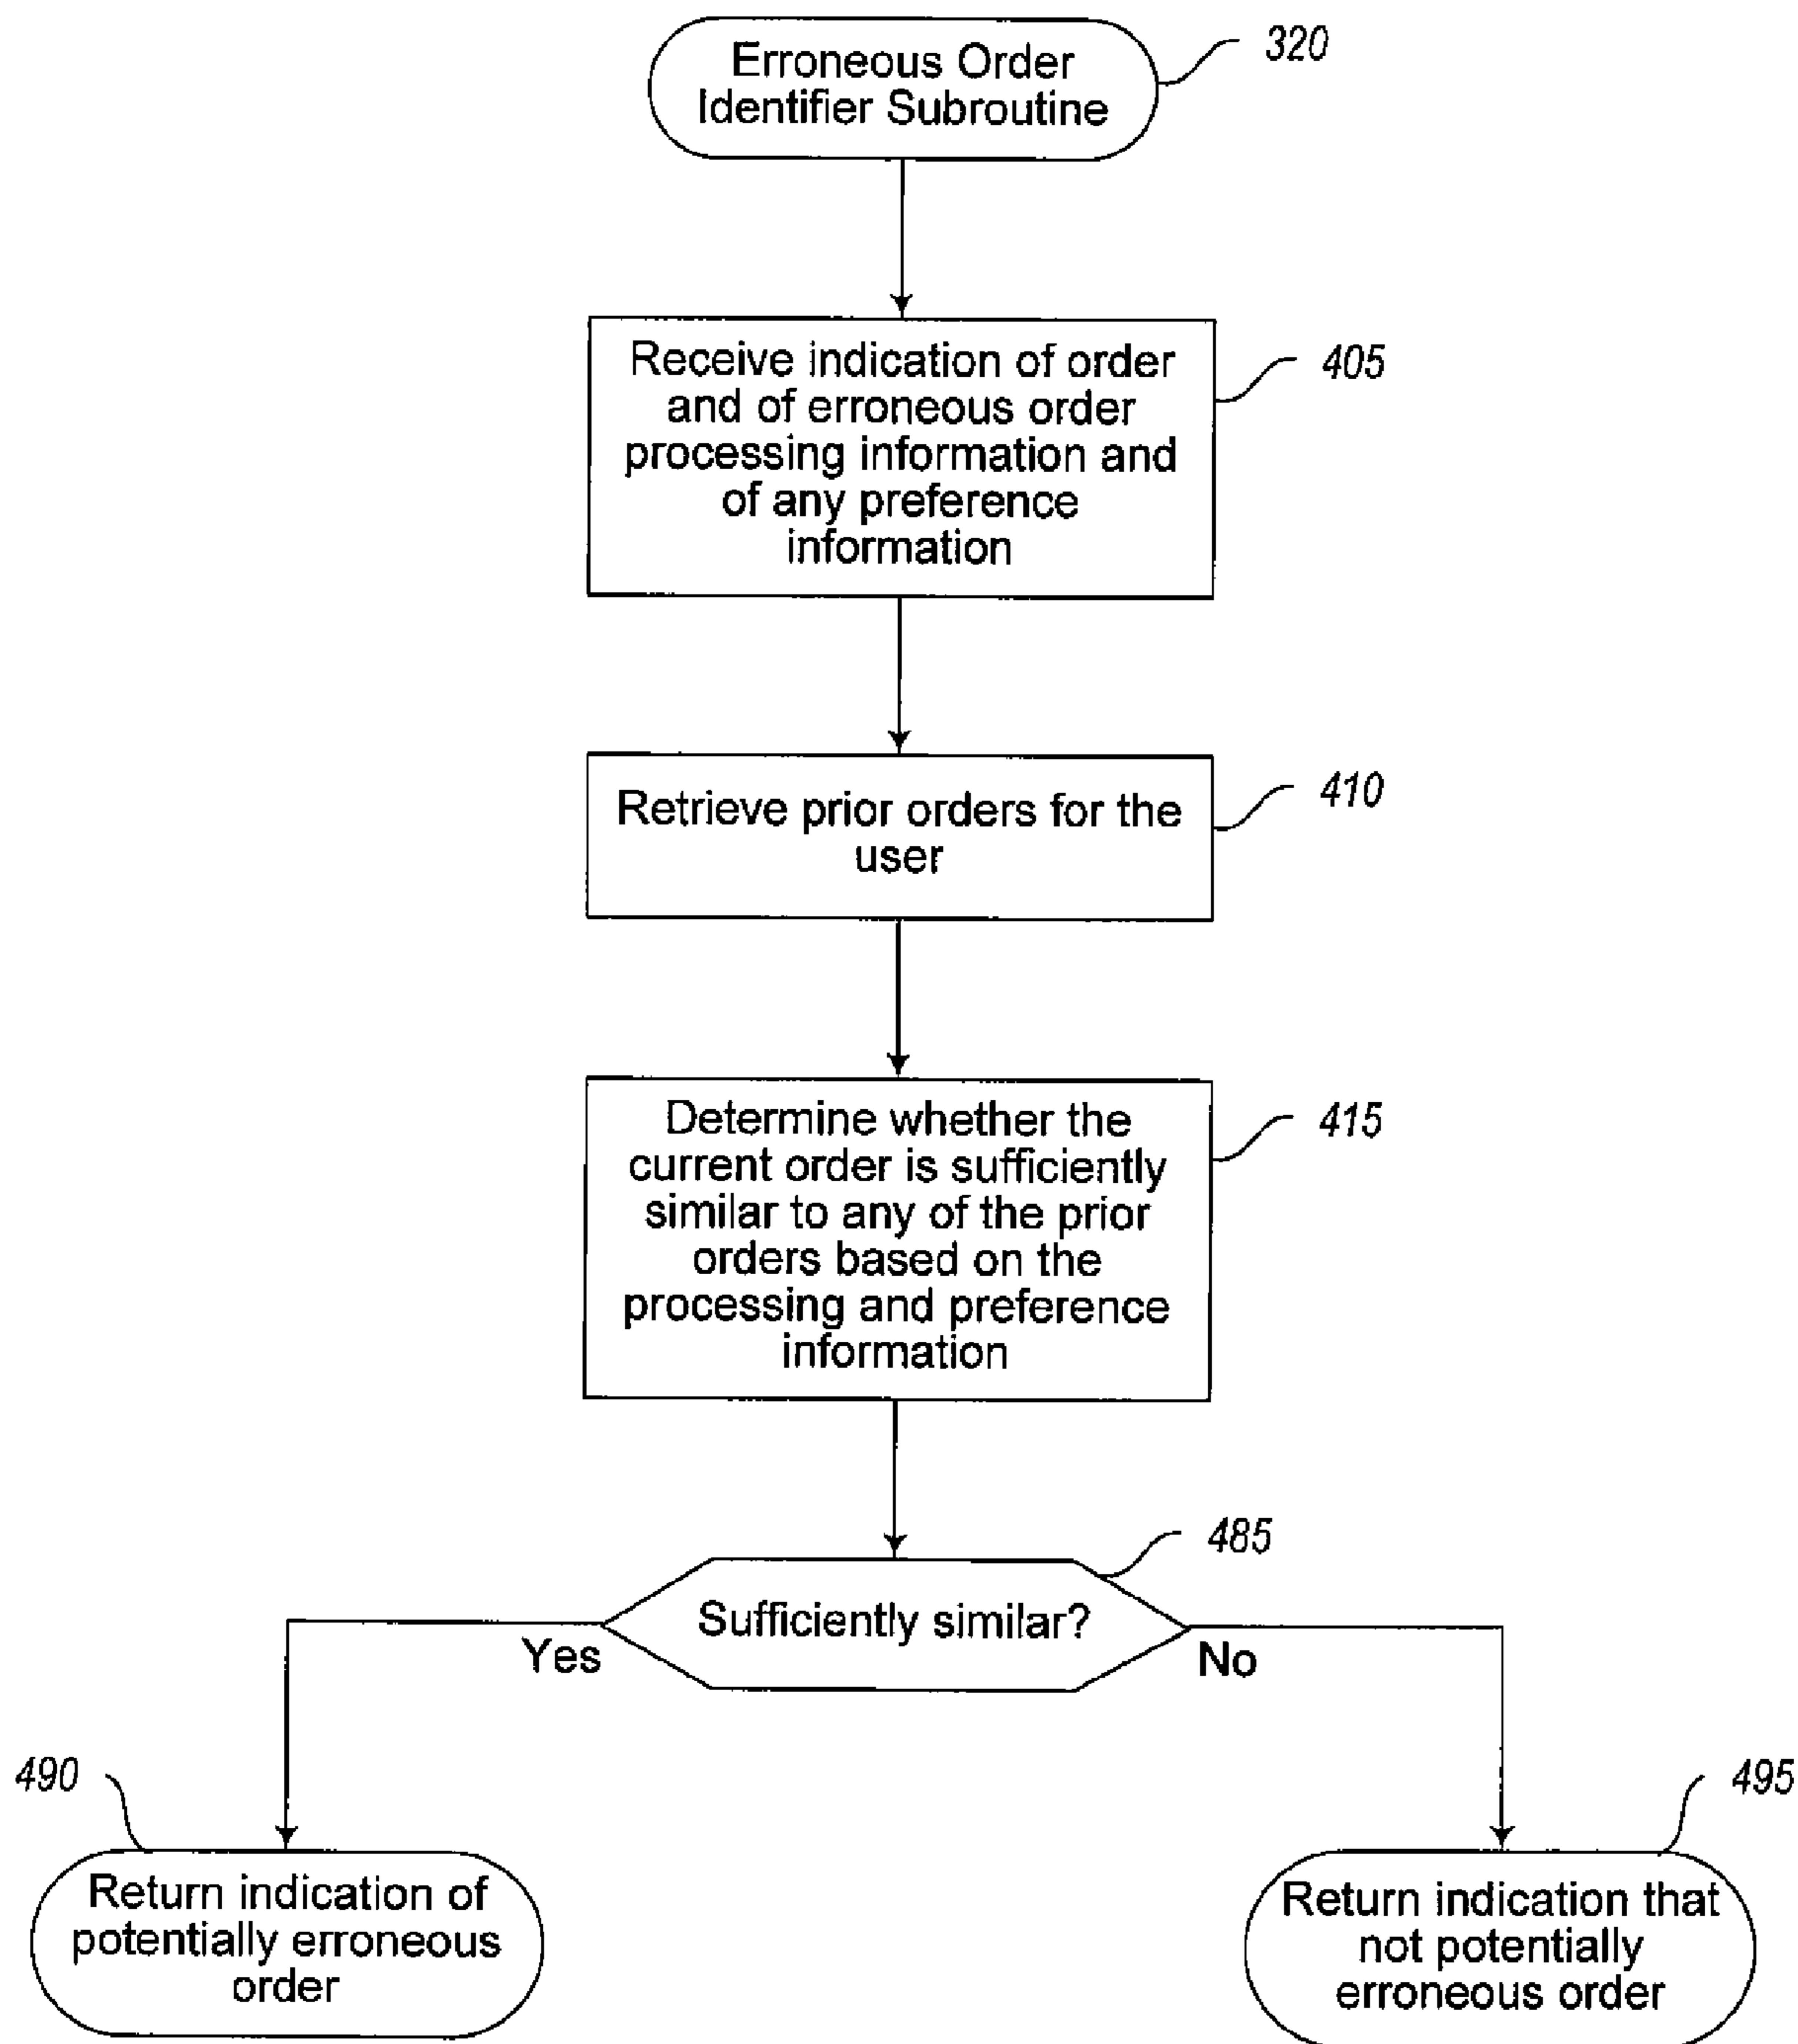 Erroneous Order
Identifier Subroutine
320
Receive indication of order
and of erroneous order
processing information and
of any preference
information
405
Retrieve prior orders for the
user
410
Determine whether the
current order is sufficiently
similar to any of the prior
orders based on the
processing and preference
information
415
485
Sufficiently similar?
Yes
No
490
495
Return indication of
potentially erroneous
order
Return indication that
not potentially
erroneous order